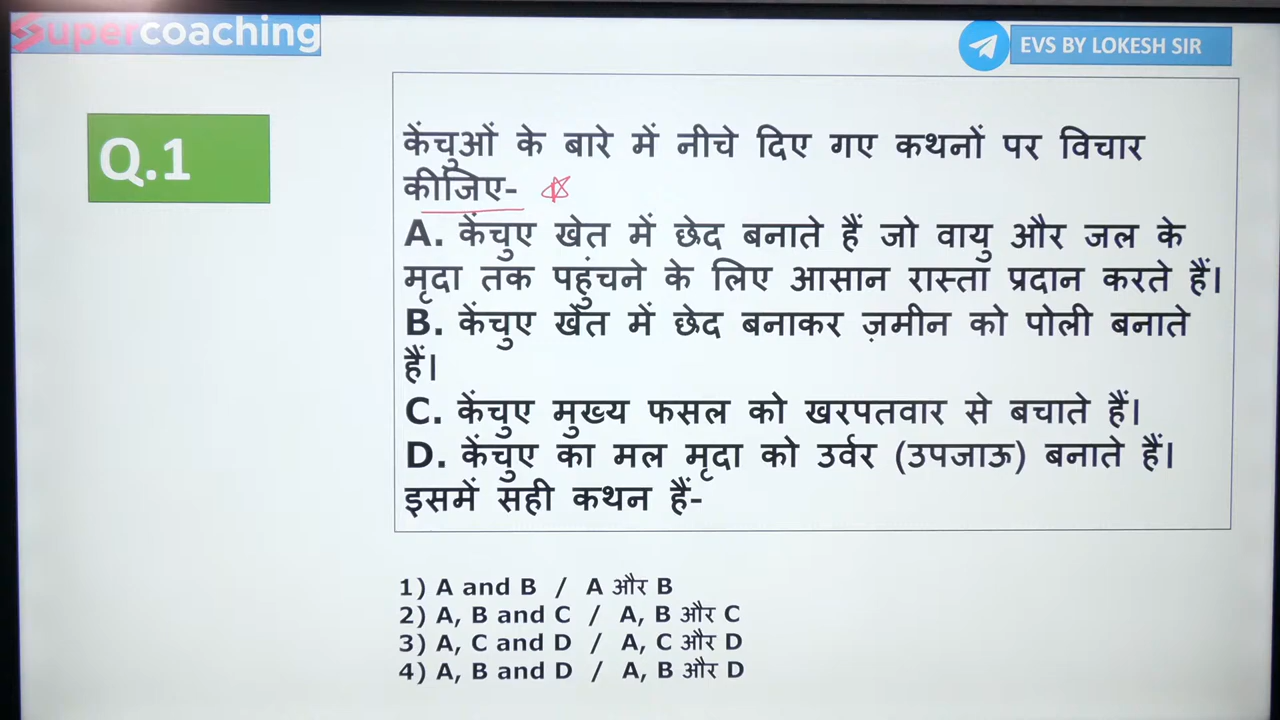 Supercoaching
EVS BY LOKESH SIR
Q.1
केंचुओं के बारे में नीचे दिए गए कथनों पर विचार
कीजिए-
A. केंचुए खेत में छेद बनाते हैं जो वायु और जल के
मृदा तक पहुंचने के लिए आसान रास्ता प्रदान करते हैं।
B. केंचुए खेत में छेद बनाकर ज़मीन को पोली बनाते
हैं।
C. केंचुए मुख्य फसल को खरपतवार से बचाते हैं।
D. केंचुए का मल मृदा को उर्वर (उपजाऊ) बनाते हैं।
इसमें सही कथन हैं-
1) A and B / A और B
2) A, B and C / A, B और C
3) A, C and D / A, C और D
4) A, B and D / A, B और D